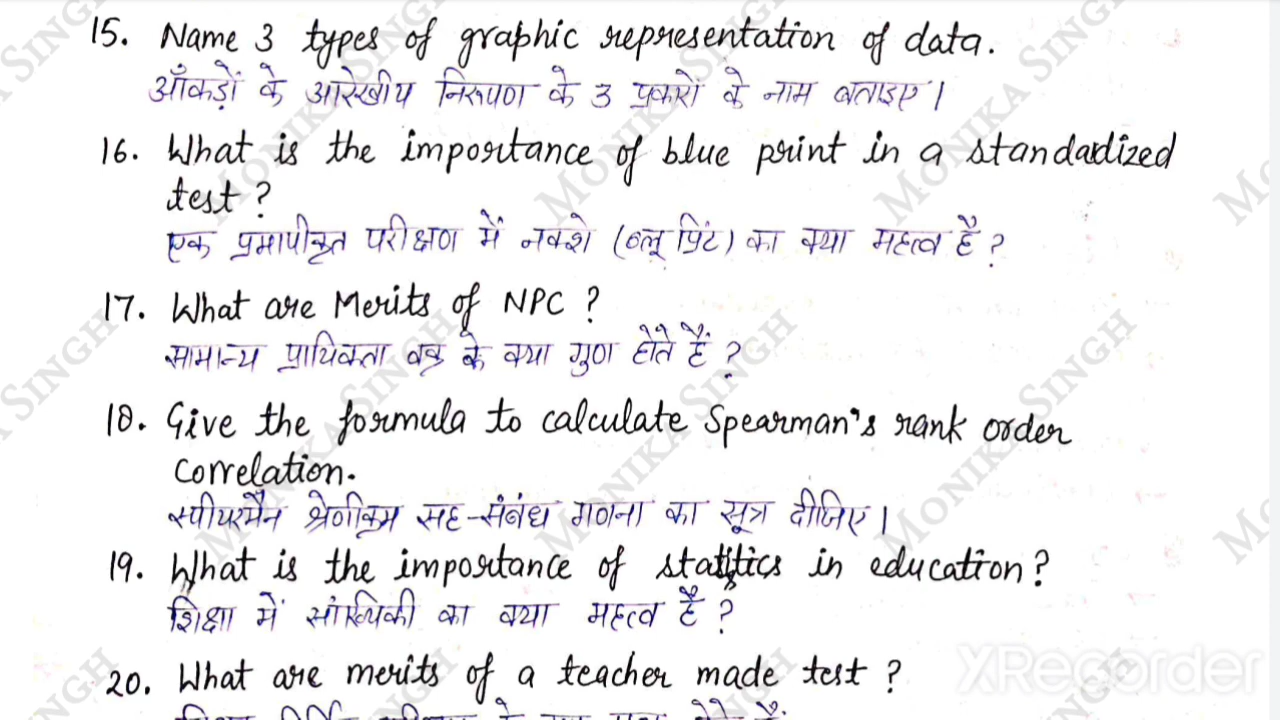 15. Name 3 types of graphic representation of data.
आँकड़ों के आरेखीय निरूपण के 3 प्रकारों के नाम बताइए।
16. What is the importance of blue print in a standardized
test?
एक प्रमापीकृत परीक्षण में नक्शे (ब्लू प्रिंट) का क्या महत्व है?
17. What are Merits of NPC?
सामान्य प्रायिकता वक्र के क्या गुण होते हैं?
18. Give the formula to calculate Spearman's rank order
Correlation.
स्पीयरमैन श्रेणीक्रम सह-संबंध गणना का सूत्र दीजिए।
19. What is the importance of statistics in education?
शिक्षा में सांख्यिकी का क्या महत्व है?
20. What are merits of a teacher made test?
MONIKA SINGH
XRecorder